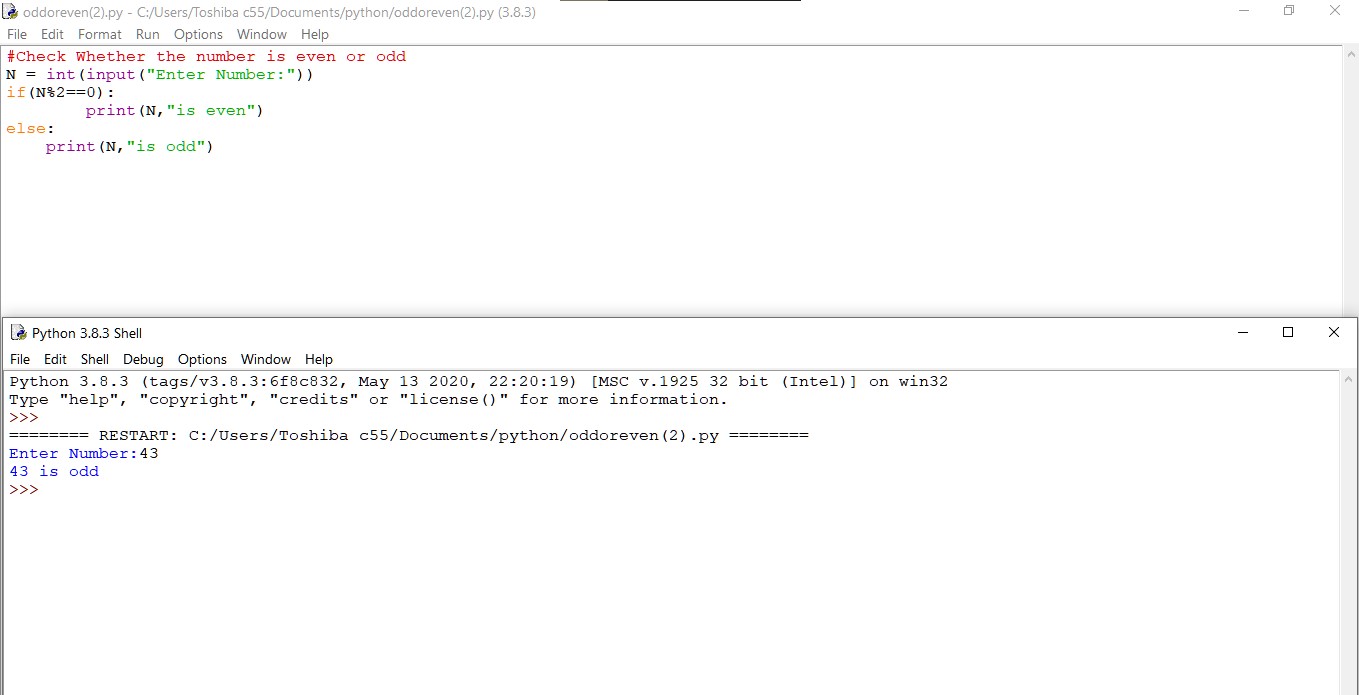 oddoreven(2).py - C:/Users/Toshiba c55/Documents/python/oddoreven(2).py (3.8.3)
File Edit Format Run Options Window Help
#Check Whether the number is even or odd
N = int(input("Enter Number:"))
if(N%2==0):
        print(N,"is even")
else:
    print(N,"is odd")
Python 3.8.3 Shell
File Edit Shell Debug Options Window Help
Python 3.8.3 (tags/v3.8.3:6f8c832, May 13 2020, 22:20:19) [MSC v.1925 32 bit (Intel)] on win32
Type "help", "copyright", "credits" or "license()" for more information.
>>>
======== RESTART: C:/Users/Toshiba c55/Documents/python/oddoreven(2).py ========
Enter Number:43
43 is odd
>>>